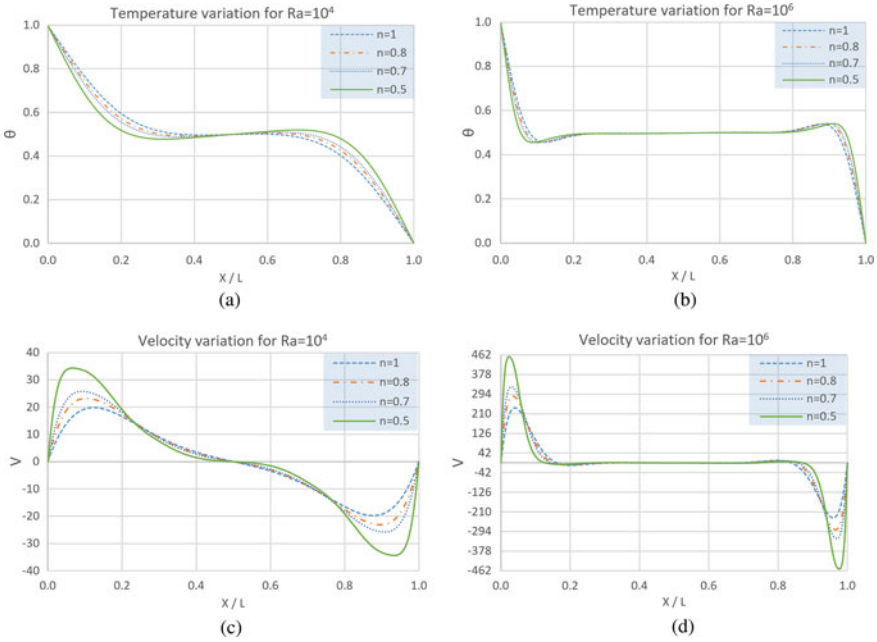 Temperature variation for Ra=10⁴
n=1
n=0.8
n=0.7
n=0.5
1.0
0.8
0.6
0.4
0.2
0.0
θ
0.0 0.2 0.4 0.6 0.8 1.0
X / L
(a)
Temperature variation for Ra=10⁶
n=1
n=0.8
n=0.7
n=0.5
1.0
0.8
0.6
0.4
0.2
0.0
θ
0.0 0.2 0.4 0.6 0.8 1.0
X / L
(b)
Velocity variation for Ra=10⁴
n=1
n=0.8
n=0.7
n=0.5
40
30
20
10
0
-10
-20
-30
-40
V
0.0 0.2 0.4 0.6 0.8 1.0
X / L
(c)
Velocity variation for Ra=10⁶
n=1
n=0.8
n=0.7
n=0.5
462
378
294
210
126
42
-42
-126
-210
-294
-378
-462
V
0.0 0.2 0.4 0.6 0.8 1.0
X / L
(d)